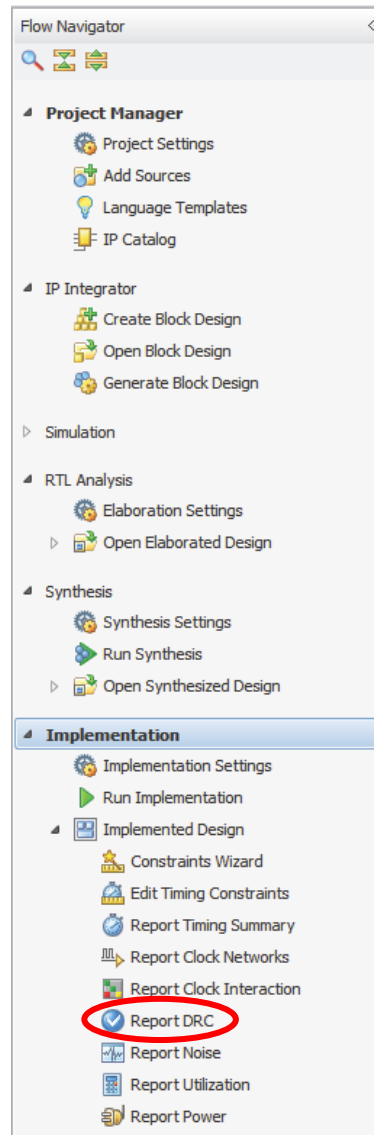 Flow Navigator
Project Manager
Project Settings
Add Sources
Language Templates
IP Catalog
IP Integrator
Create Block Design
Open Block Design
Generate Block Design
Simulation
RTL Analysis
Elaboration Settings
Open Elaborated Design
Synthesis
Synthesis Settings
Run Synthesis
Open Synthesized Design
Implementation
Implementation Settings
Run Implementation
Implemented Design
Constraints Wizard
Edit Timing Constraints
Report Timing Summary
Report Clock Networks
Report Clock Interaction
Report DRC
Report Noise
Report Utilization
Report Power